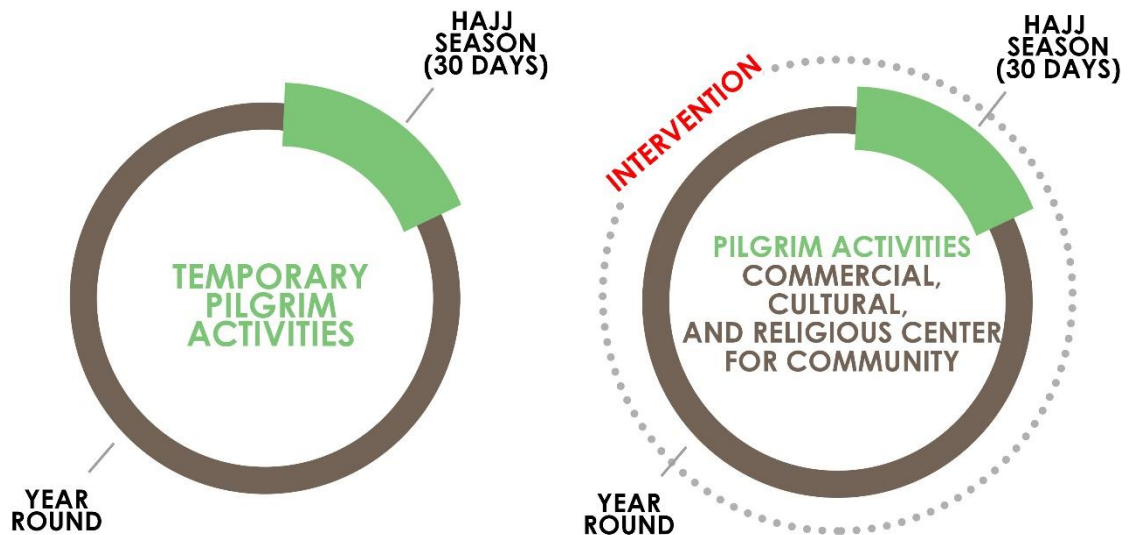 HAJJ
SEASON
(30 DAYS)
TEMPORARY
PILGRIM
ACTIVITIES
YEAR
ROUND
HAJJ
SEASON
(30 DAYS)
INTERVENTION
PILGRIM ACTIVITIES
COMMERCIAL,
CULTURAL,
AND RELIGIOUS CENTER
FOR COMMUNITY
YEAR
ROUND